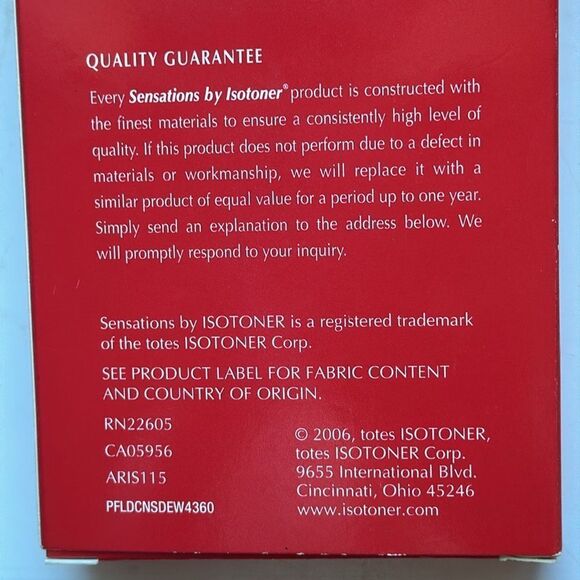 QUALITY GUARANTEE
Every Sensations by Isotoner® product is constructed with
the finest materials to ensure a consistently high level of
quality. If this product does not perform due to a defect in
materials or workmanship, we will replace it with a
similar product of equal value for a period up to one year.
Simply send an explanation to the address below. We
will promptly respond to your inquiry.
Sensations by ISOTONER is a registered trademark
of the totes ISOTONER Corp.
SEE PRODUCT LABEL FOR FABRIC CONTENT
AND COUNTRY OF ORIGIN.
RN22605
CA05956
ARIS115
PFLDCNSDEW4360
© 2006, totes ISOTONER,
totes ISOTONER Corp.
9655 International Blvd.
Cincinnati, Ohio 45246
www.isotoner.com